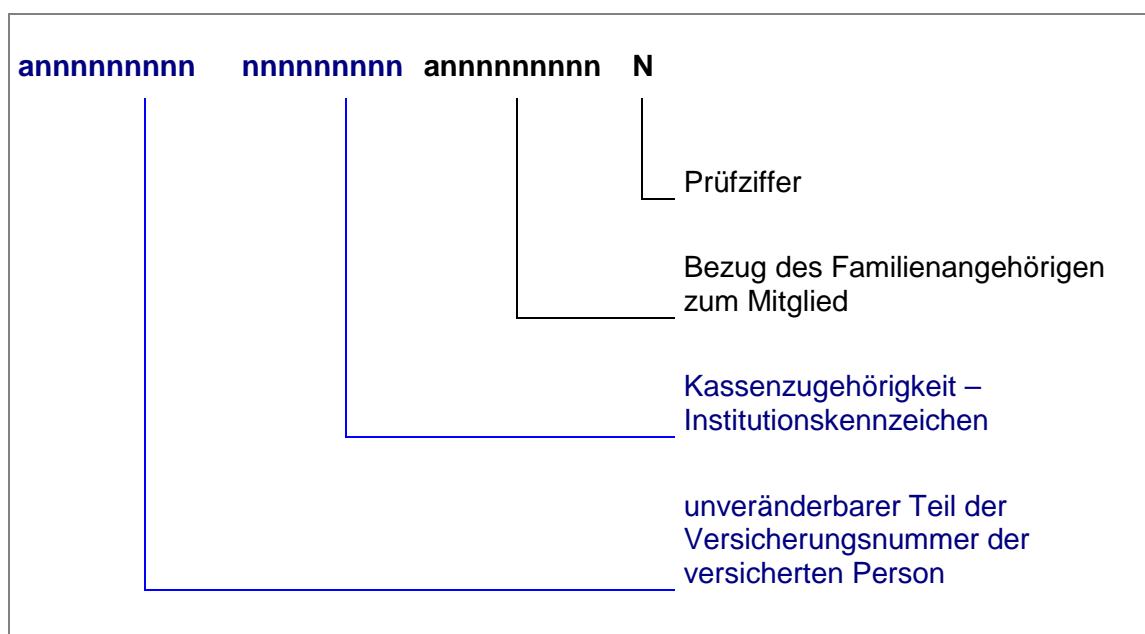 annnnnnnnn nnnnnnnnn annnnnnnnn N
Prüfziffer
Bezug des Familienangehörigen
zum Mitglied
Kassenzugehörigkeit –
Institutionskennzeichen
unveränderbarer Teil der
Versicherungsnummer der
versicherten Person